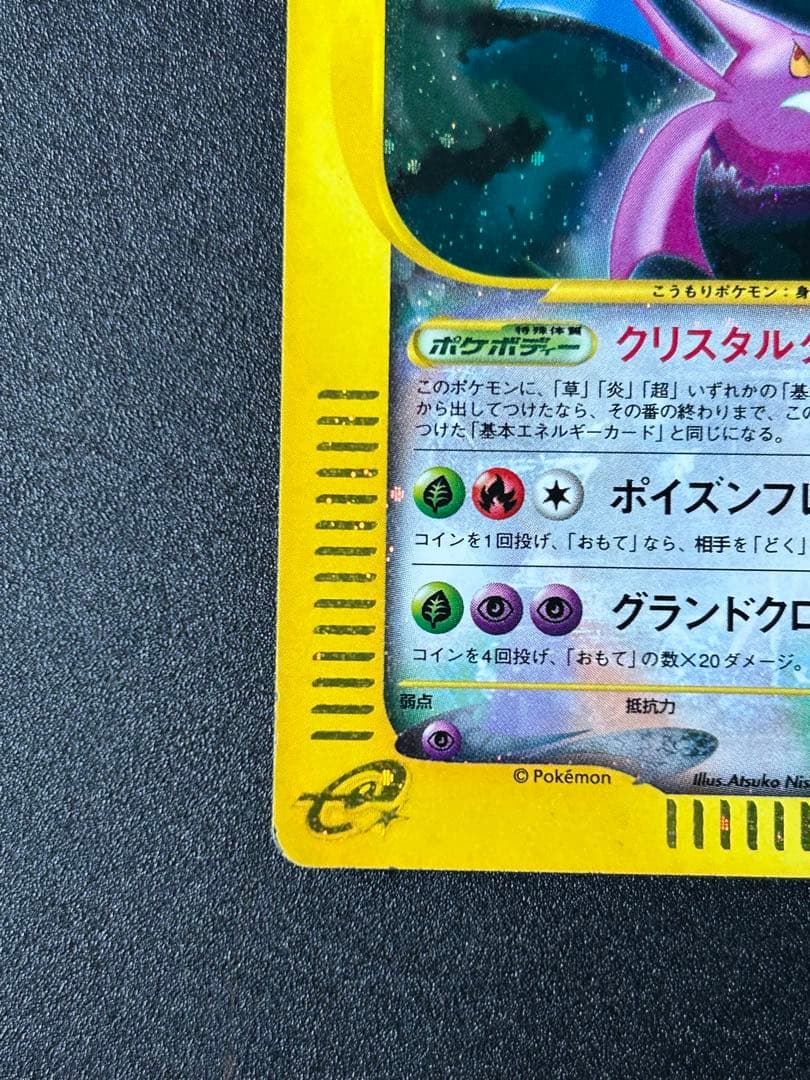 こうもりポケモン：身
特殊体質
ポケボディー
クリスタル
このポケモンに、「草」「炎」「超」いずれかの「基
から出してつけたなら、その番の終わりまで、この
つけた「基本エネルギーカード」と同じになる。
ポイズンフ
コインを1回投げ、「おもて」なら、相手を「どく」
グランドクロ
コインを4回投げ、「おもて」の数×20ダメージ。
弱点
抵抗力
© Pokémon
Illus. Atsuko Nis
e